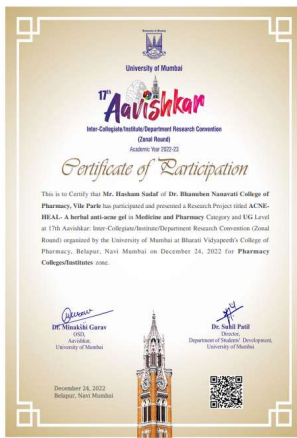 University of Mumbai
17th Aavishkar
Inter-Collegiate/Institute/Department Research Convention
(Zonal Round)
Academic Year 2022-23
Certificate of Participation
This is to Certify that Mr. Hasham Sadaf of Dr. Bhanuben Nanavati College of
Pharmacy, Vile Parle has participated and presented a Research Project titled ACNE-
HEAL- A herbal anti-acne gel in Medicine and Pharmacy Category and UG Level
at 17th Aavishkar: Inter-Collegiate/Institute/Department Research Convention (Zonal
Round) organized by the University of Mumbai at Bharati Vidyapeeth's College of
Pharmacy, Belapur, Navi Mumbai on December 24, 2022 for Pharmacy
Colleges/Institutes zone.
Dr. Minakshi Gurav
OSD,
Aavishkar,
University of Mumbai
Dr. Sunil Patil
Director,
Department of Students' Development,
University of Mumbai
December 24, 2022
Belapur, Navi Mumbai